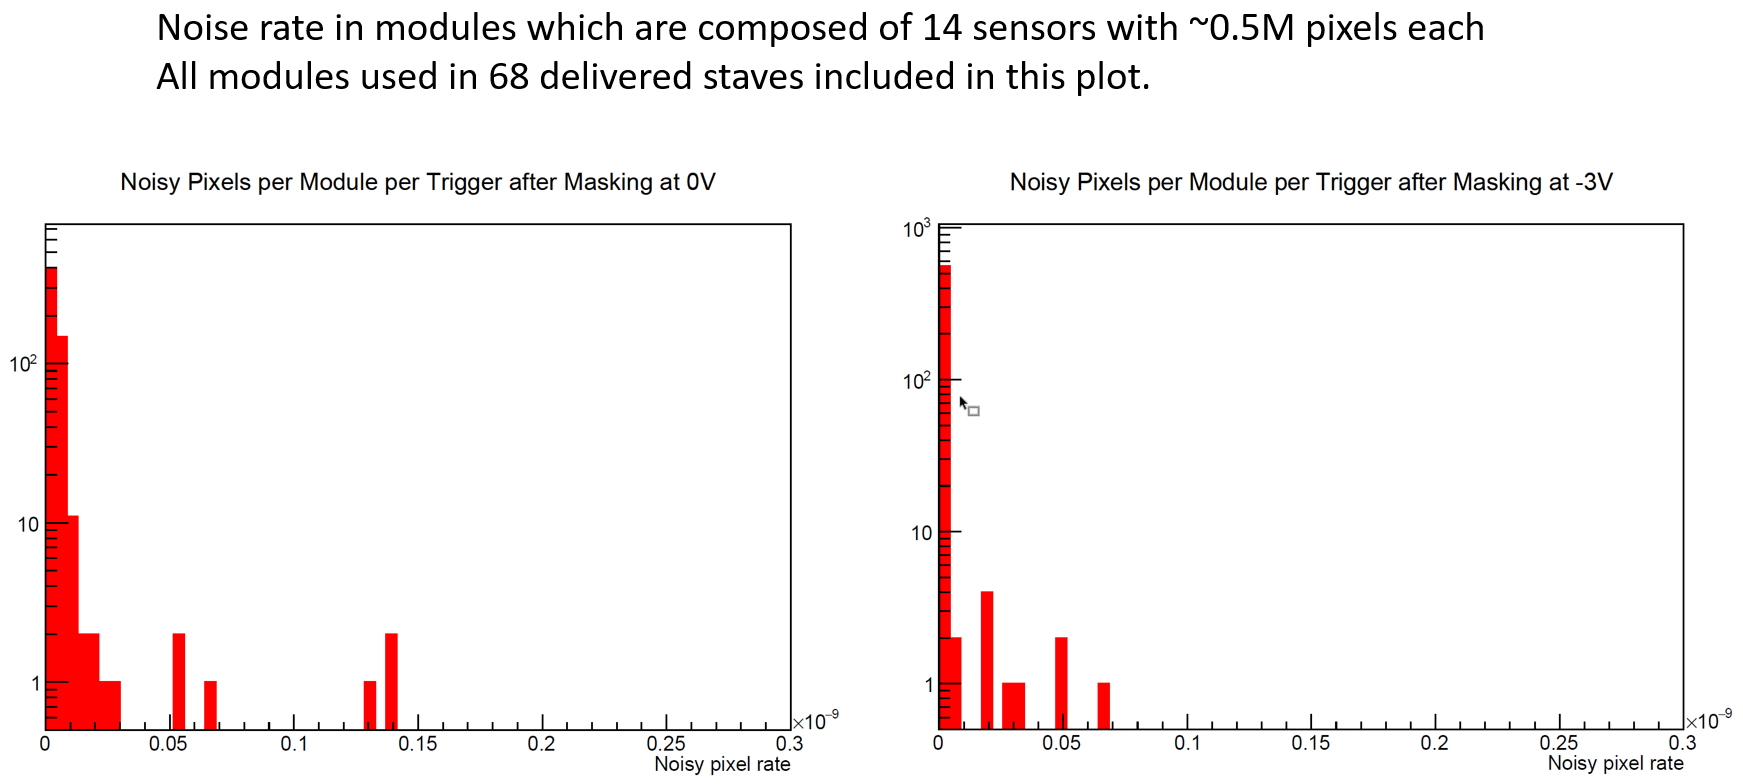 Noise rate in modules which are composed of 14 sensors with ~0.5M pixels each
All modules used in 68 delivered staves included in this plot.
Noisy Pixels per Module per Trigger after Masking at 0V
10²
10
1
0 0.05 0.1 0.15 0.2 0.25 0.3
×10⁻⁹
Noisy pixel rate
Noisy Pixels per Module per Trigger after Masking at -3V
10³
10²
10
1
0 0.05 0.1 0.15 0.2 0.25 0.3
×10⁻⁹
Noisy pixel rate